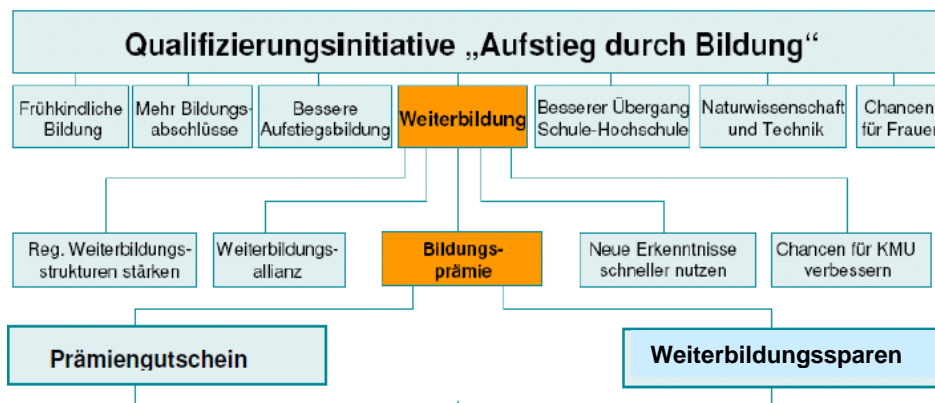 Qualifizierungsinitiative „Aufstieg durch Bildung“
Frühkindliche
Bildung
Mehr Bildungs-
abschlüsse
Bessere
Aufstiegsbildung
Weiterbildung
Besserer Übergang
Schule-Hochschule
Naturwissenschaft
und Technik
Chancen
für Frauen
Reg. Weiterbildungs-
strukturen stärken
Weiterbildungs-
allianz
Bildungs-
prämie
Neue Erkenntnisse
schneller nutzen
Chancen für KMU
verbessern
Prämiengutschein
Weiterbildungssparen